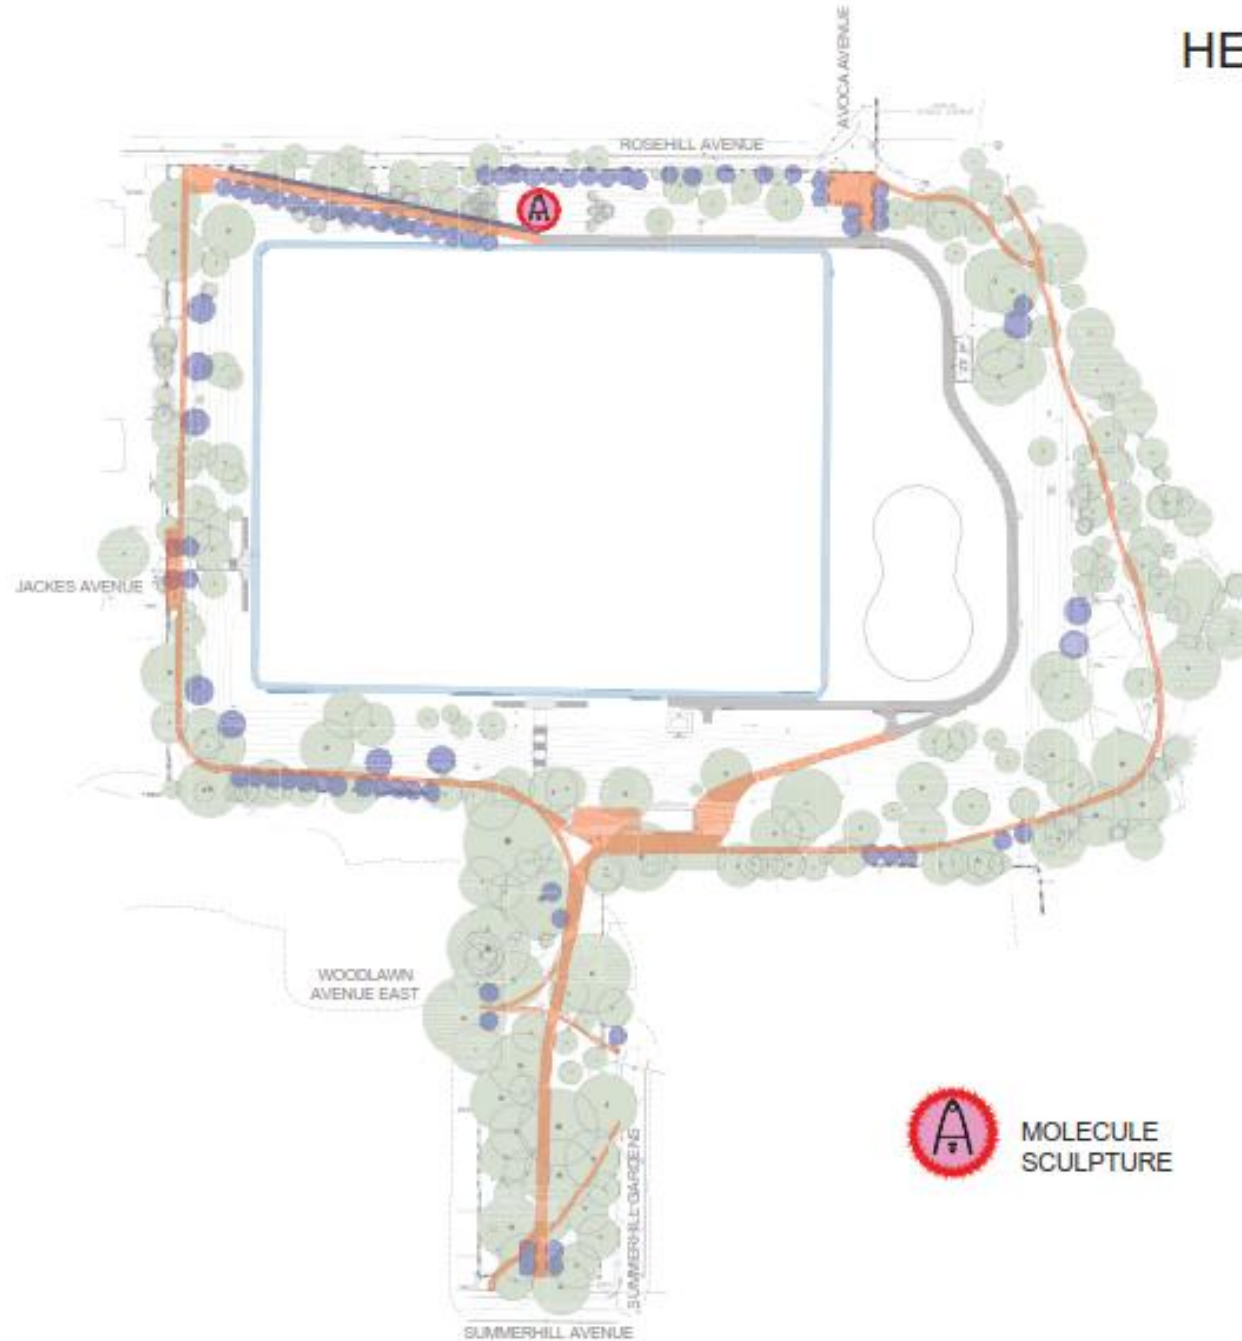 HE
AVOCA AVENUE
ROSEHILL AVENUE
JACKES AVENUE
WOODLAWN
AVENUE EAST
MOLECULE
SCULPTURE
SUMMERHILL GARDENS
SUMMERHILL AVENUE